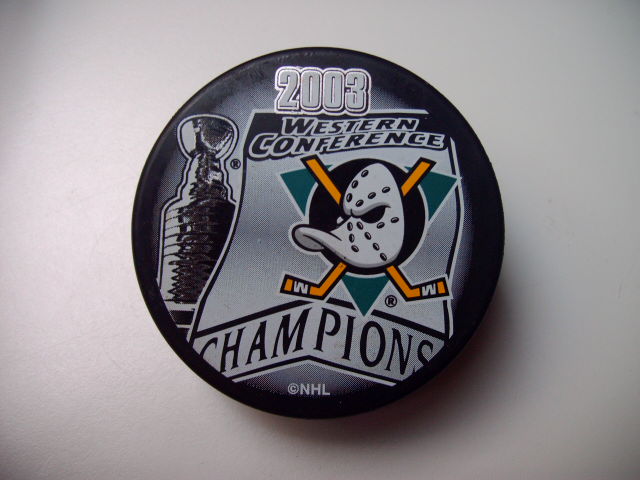 2003
WESTERN
CONFERENCE
®
®
W W
CHAMPIONS
©NHL